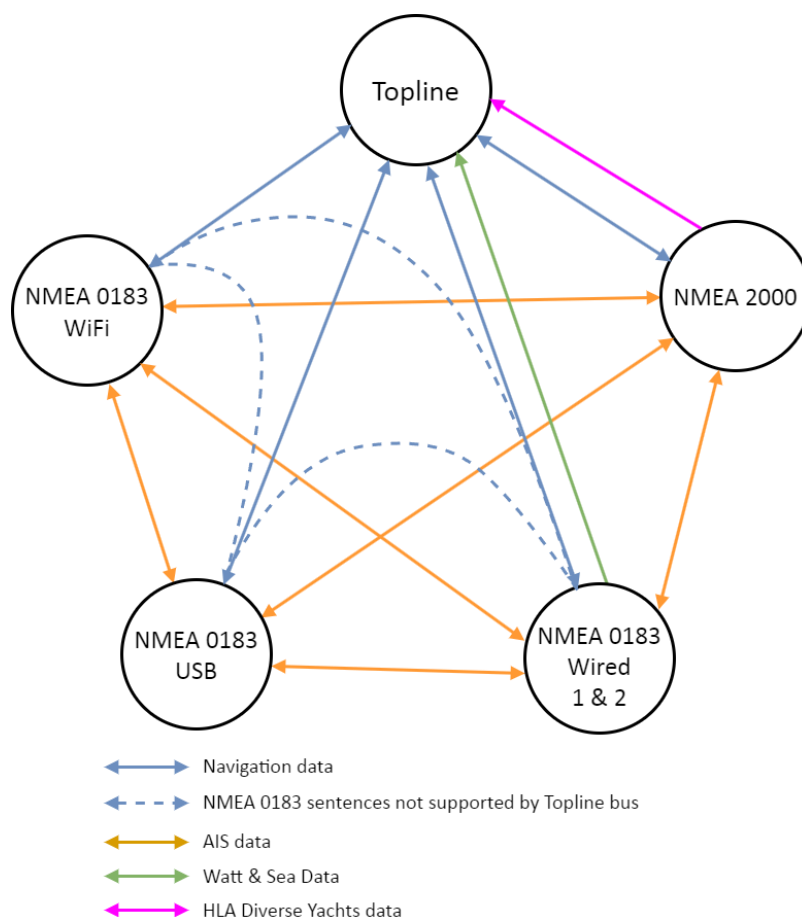 Topline
NMEA 0183
WiFi
NMEA 2000
NMEA 0183
USB
NMEA 0183
Wired
1 & 2
Navigation data
NMEA 0183 sentences not supported by Topline bus
AIS data
Watt & Sea Data
HLA Diverse Yachts data